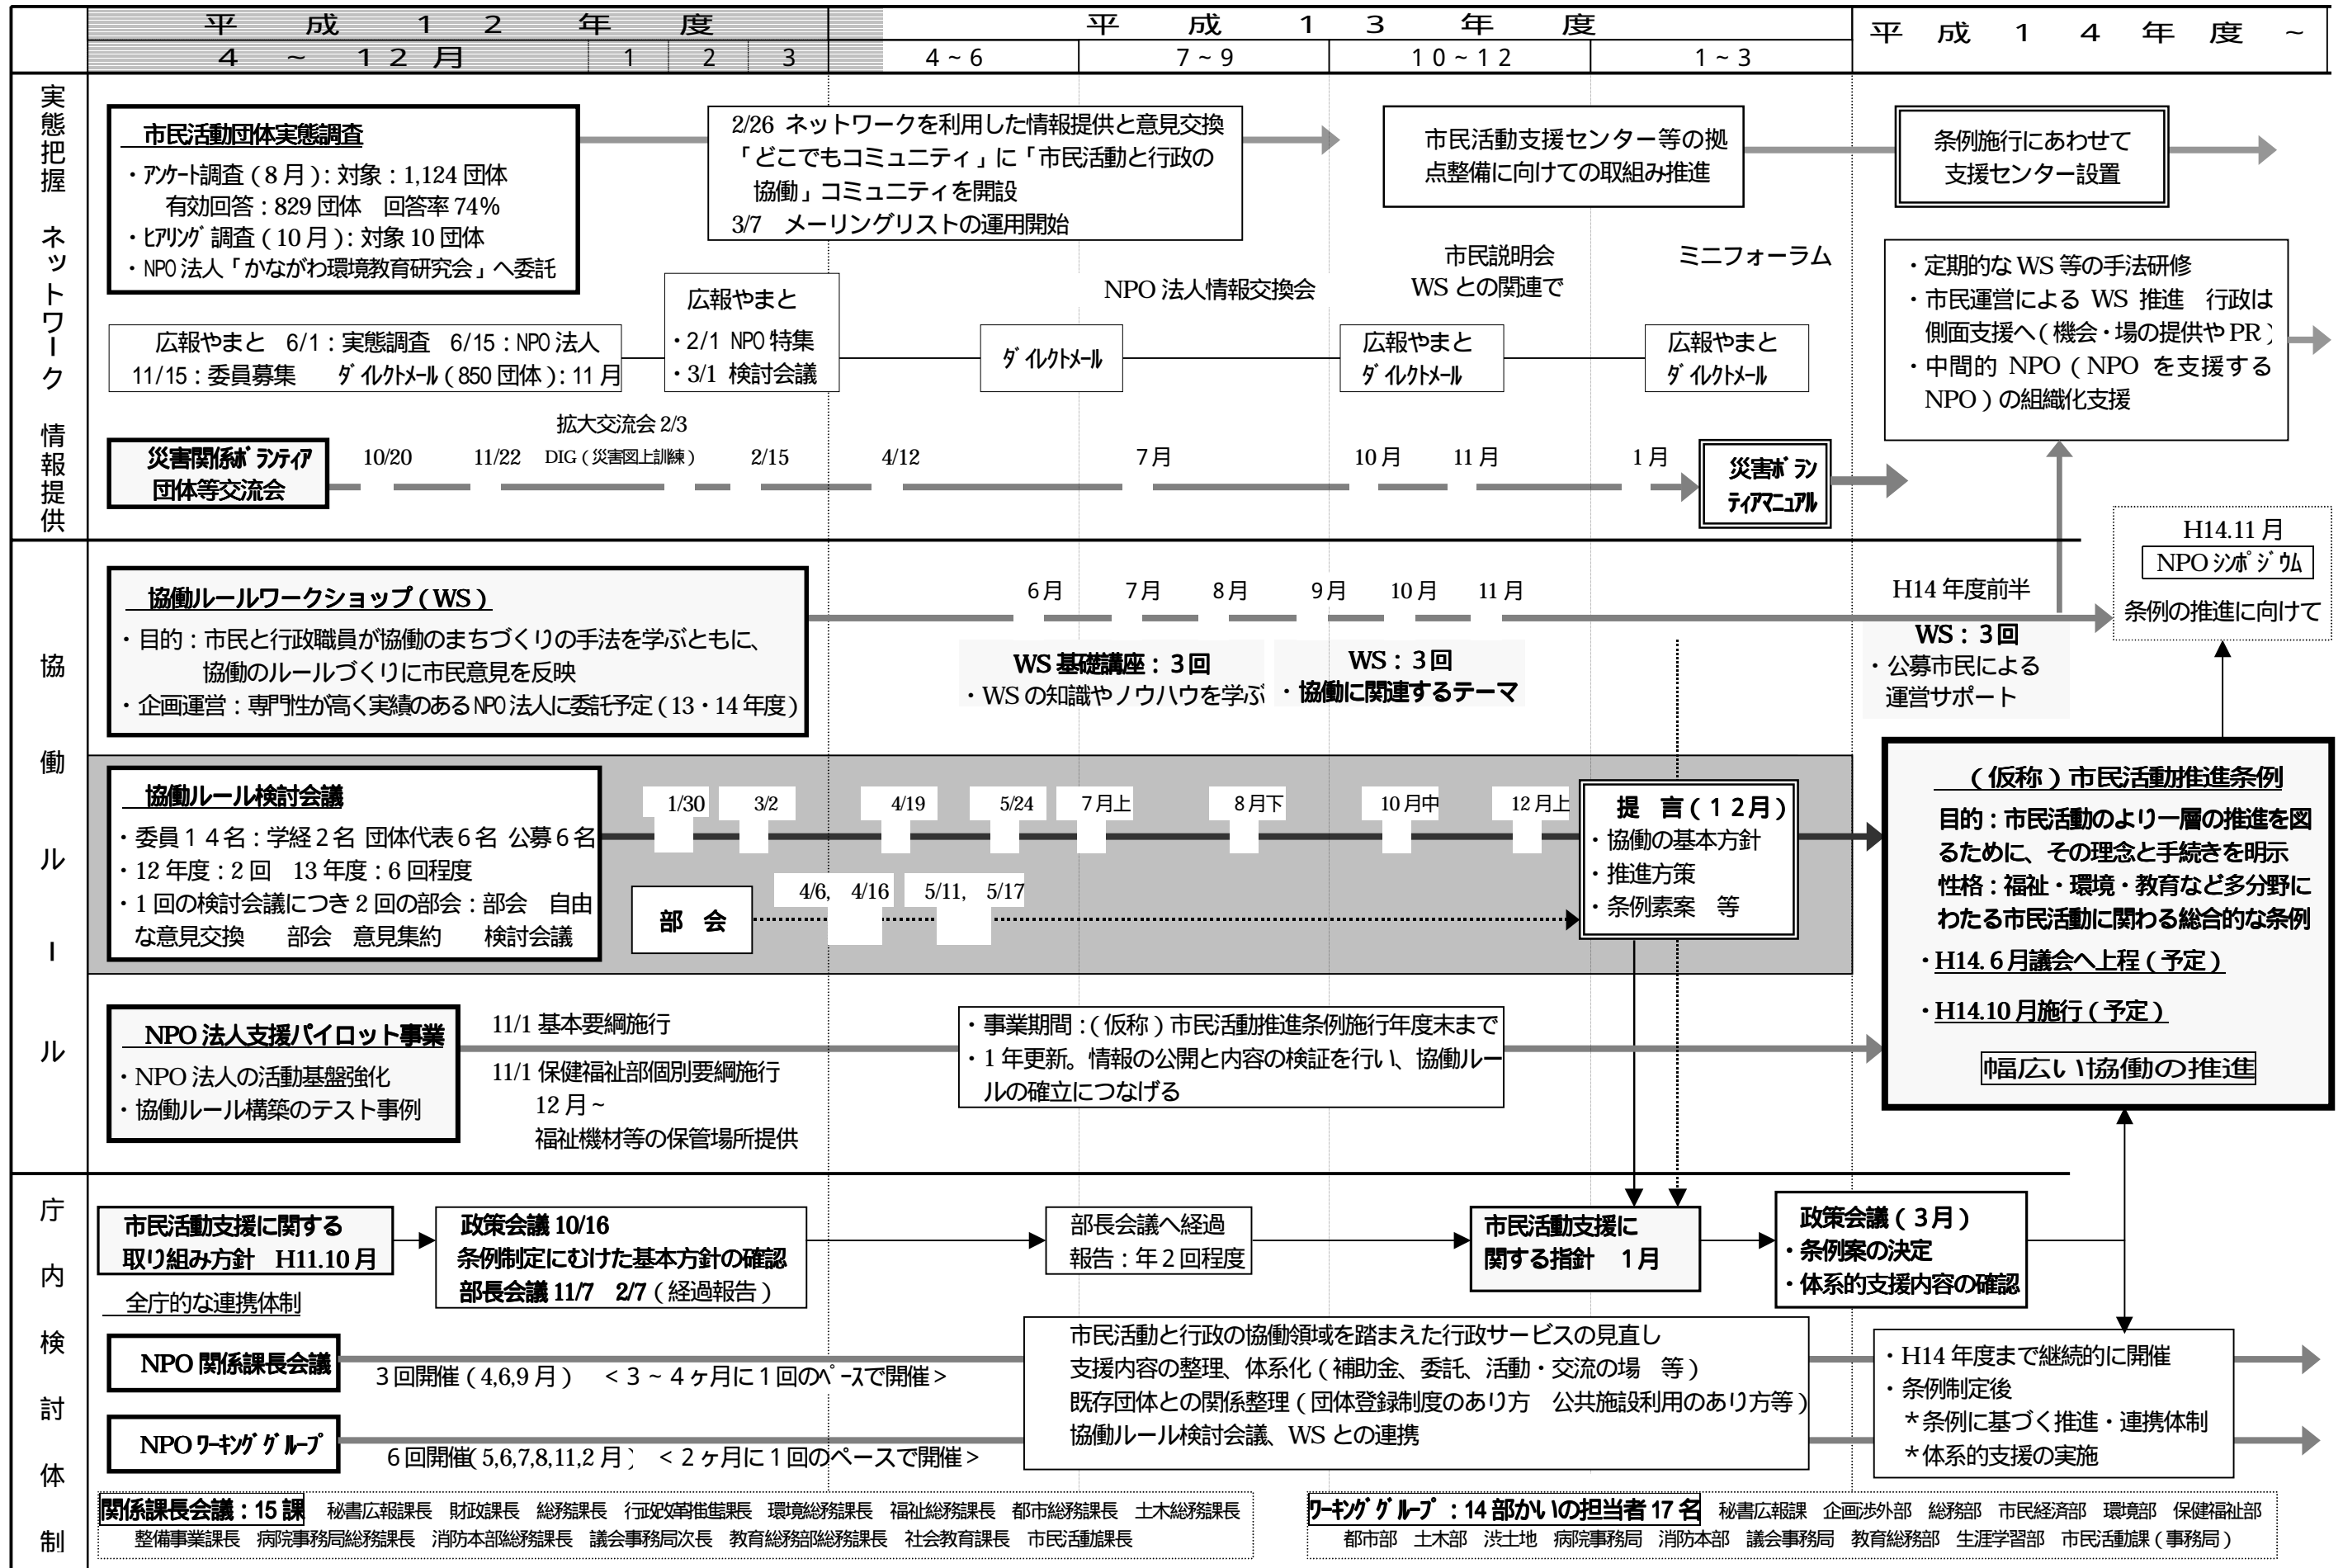 平成１２年度
平成１３年度
平成１４年度～
4～12月
1
2
3
4～6
7～9
10～12
1～3
実態把握 ネットワーク 情報提供
市民活動団体実態調査
・アンケート調査（8月）：対象：1,124団体
有効回答：829団体　回答率74％
・ヒアリング調査（10月）：対象10団体
・NPO法人「かながわ環境教育研究会」へ委託
2/26 ネットワークを利用した情報提供と意見交換
「どこでもコミュニティ」に「市民活動と行政の
協働」コミュニティを開設
3/7　メーリングリストの運用開始
市民活動支援センター等の拠
点整備に向けての取組み推進
条例施行にあわせて
支援センター設置
NPO法人情報交換会
市民説明会
WSとの関連で
ミニフォーラム
広報やまと　6/1：実態調査　6/15：NPO法人
11/15：委員募集　ダイレクトメール（850団体）：11月
広報やまと
・2/1 NPO特集
・3/1 検討会議
ダイレクトメール
広報やまと
ダイレクトメール
広報やまと
ダイレクトメール
・定期的なWS等の手法研修
・市民運営による WS 推進　行政は
側面支援へ（機会・場の提供やPR）
・中間的 NPO（NPO を支援する
NPO）の組織化支援
災害関係ボランティア
団体等交流会
10/20
11/22
拡大交流会2/3
DIG（災害図上訓練）
2/15
4/12
7月
10月
11月
1月
災害ボラン
ティアマニュアル
協働ルール
協働ルールワークショップ（WS）
・目的：市民と行政職員が協働のまちづくりの手法を学ぶともに、
協働のルールづくりに市民意見を反映
・企画運営：専門性が高く実績のあるNPO法人に委託予定（13・14年度）
6月
7月
8月
9月
10月
11月
WS基礎講座：３回
・WSの知識やノウハウを学ぶ
WS：３回
・協働に関連するテーマ
H14年度前半
WS：３回
・公募市民による
運営サポート
H14.11月
NPOシンポジウム
条例の推進に向けて
協働ルール検討会議
・委員１４名：学経２名 団体代表６名 公募６名
・12年度：2回　13年度：6回程度
・1回の検討会議につき2回の部会：部会　自由
な意見交換　　部会　意見集約　　検討会議
1/30
3/2
4/19
5/24
7月上
8月下
10月中
12月上
部　会
4/6,　4/16
5/11,　5/17
提　言（１２月）
・協働の基本方針
・推進方策
・条例素案　等
（仮称）市民活動推進条例
目的：市民活動のより一層の推進を図
るために、その理念と手続きを明示
性格：福祉・環境・教育など多分野に
わたる市民活動に関わる総合的な条例
・H14.６月議会へ上程（予定）
・H14.10月施行（予定）
幅広い協働の推進
NPO法人支援パイロット事業
・NPO法人の活動基盤強化
・協働ルール構築のテスト事例
11/1 基本要綱施行
11/1 保健福祉部個別要綱施行
12月～
福祉機材等の保管場所提供
・事業期間：（仮称）市民活動推進条例施行年度末まで
・1年更新。情報の公開と内容の検証を行い、協働ルー
ルの確立につなげる
庁内検討体制
市民活動支援に関する
取り組み方針　H11.10月
政策会議10/16
条例制定にむけた基本方針の確認
部長会議11/7　2/7（経過報告）
部長会議へ経過
報告：年２回程度
市民活動支援に
関する指針　１月
政策会議（３月）
・条例案の決定
・体系的支援内容の確認
全庁的な連携体制
NPO関係課長会議
３回開催（4,6,9月）　＜３～４ヶ月に１回のペースで開催＞
NPOワーキンググループ
６回開催（5,6,7,8,11,2月）　＜２ヶ月に１回のペースで開催＞
市民活動と行政の協働領域を踏まえた行政サービスの見直し
支援内容の整理、体系化（補助金、委託、活動・交流の場　等）
既存団体との関係整理（団体登録制度のあり方　公共施設利用のあり方等）
協働ルール検討会議、WSとの連携
・H14年度まで継続的に開催
・条例制定後
＊条例に基づく推進・連携体制
＊体系的支援の実施
関係課長会議：15課　秘書広報課長　財政課長　総務課長　行政改革推進課長　環境総務課長　福祉総務課長　都市総務課長　土木総務課長
整備事業課長　病院事務局総務課長　消防本部総務課長　議会事務局次長　教育総務部総務課長　社会教育課長　市民活動課長
ワーキンググループ：14部かいの担当者17名　秘書広報課　企画渉外部　総務部　市民経済部　環境部　保健福祉部
都市部　土木部　渋土地　病院事務局　消防本部　議会事務局　教育総務部　生涯学習部　市民活動課（事務局）